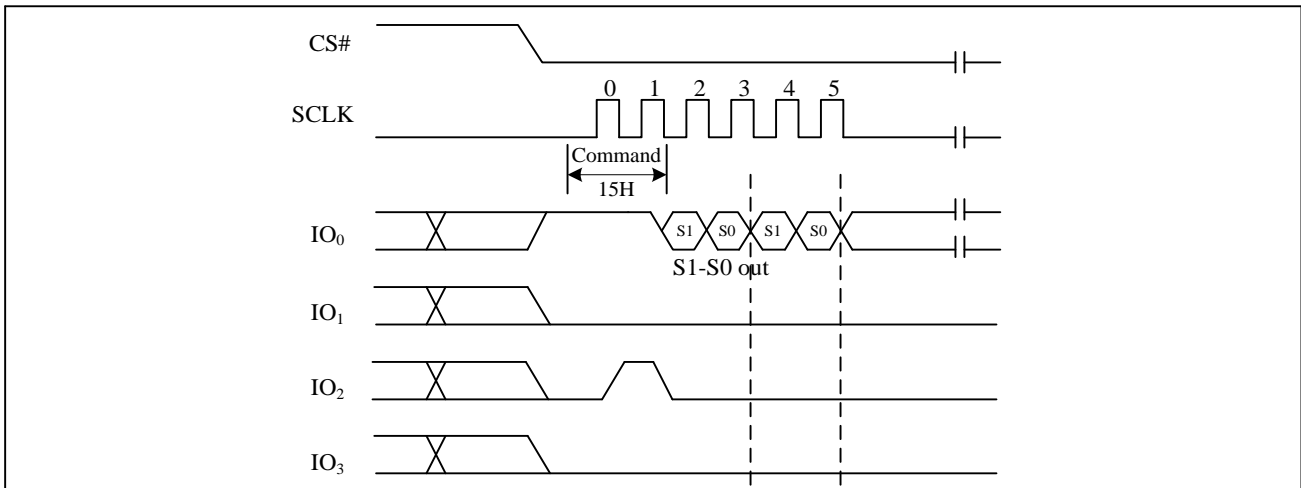 CS#
0 1 2 3 4 5
SCLK
Command
15H
IO0
S1 S0 S1 S0
S1-S0 out
IO1
IO2
IO3